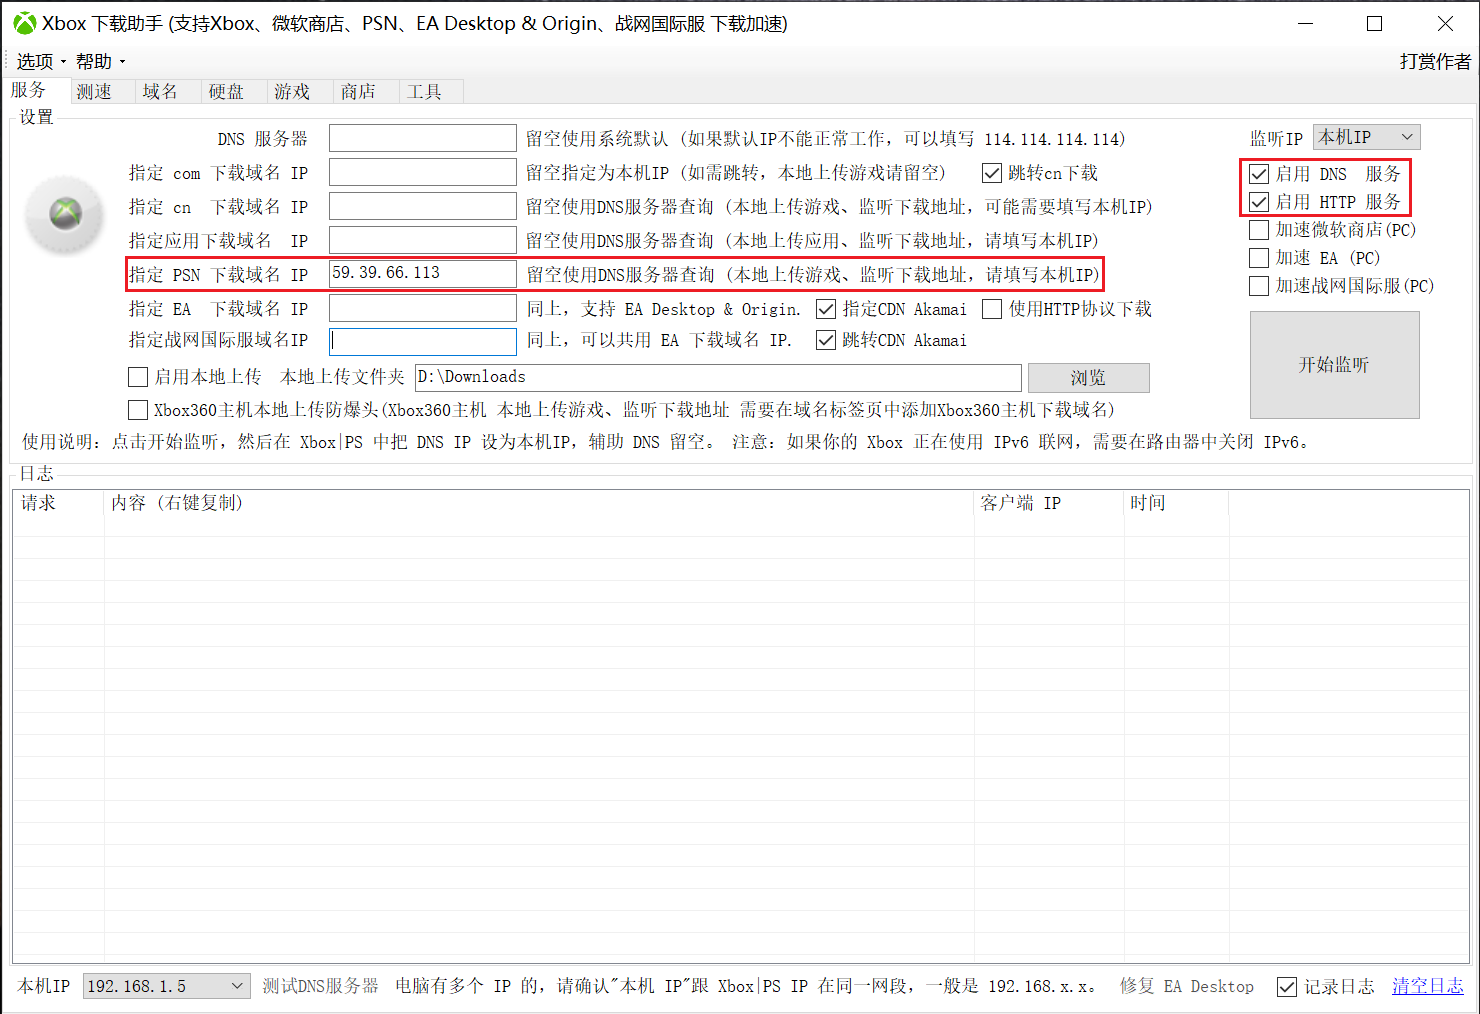 Xbox 下载助手 (支持Xbox、微软商店、PSN、EA Desktop & Origin、战网国际服 下载加速)
选项 帮助 打赏作者
服务 测速 域名 硬盘 游戏 商店 工具
设置
DNS 服务器 留空使用系统默认 (如果默认IP不能正常工作，可以填写 114.114.114.114) 监听IP 本机IP
指定 com 下载域名 IP 留空指定为本机IP (如需跳转，本地上传游戏请留空) 跳转cn下载 启用 DNS 服务
指定 cn 下载域名 IP 留空使用DNS服务器查询 (本地上传游戏、监听下载地址，可能需要填写本机IP) 启用 HTTP 服务
加速微软商店(PC)
指定应用下载域名 IP 留空使用DNS服务器查询 (本地上传应用、监听下载地址，请填写本机IP)
加速 EA (PC)
指定 PSN 下载域名 IP 59.39.66.113 留空使用DNS服务器查询 (本地上传游戏、监听下载地址，请填写本机IP)
加速战网国际服(PC)
指定 EA 下载域名 IP 同上，支持 EA Desktop & Origin. 指定CDN Akamai 使用HTTP协议下载
指定战网国际服域名IP 同上，可以共用 EA 下载域名 IP. 跳转CDN Akamai
开始监听
启用本地上传 本地上传文件夹 D:\Downloads 浏览
Xbox360主机本地上传防爆头(Xbox360主机 本地上传游戏、监听下载地址 需要在域名标签页中添加Xbox360主机下载域名)
使用说明：点击开始监听，然后在 Xbox|PS 中把 DNS IP 设为本机IP，辅助 DNS 留空。 注意：如果你的 Xbox 正在使用 IPv6 联网，需要在路由器中关闭 IPv6。
日志
请求 内容 (右键复制) 客户端 IP 时间
本机IP 192.168.1.5 测试DNS服务器 电脑有多个 IP 的，请确认"本机 IP"跟 Xbox|PS IP 在同一网段，一般是 192.168.x.x。 修复 EA Desktop 记录日志 清空日志